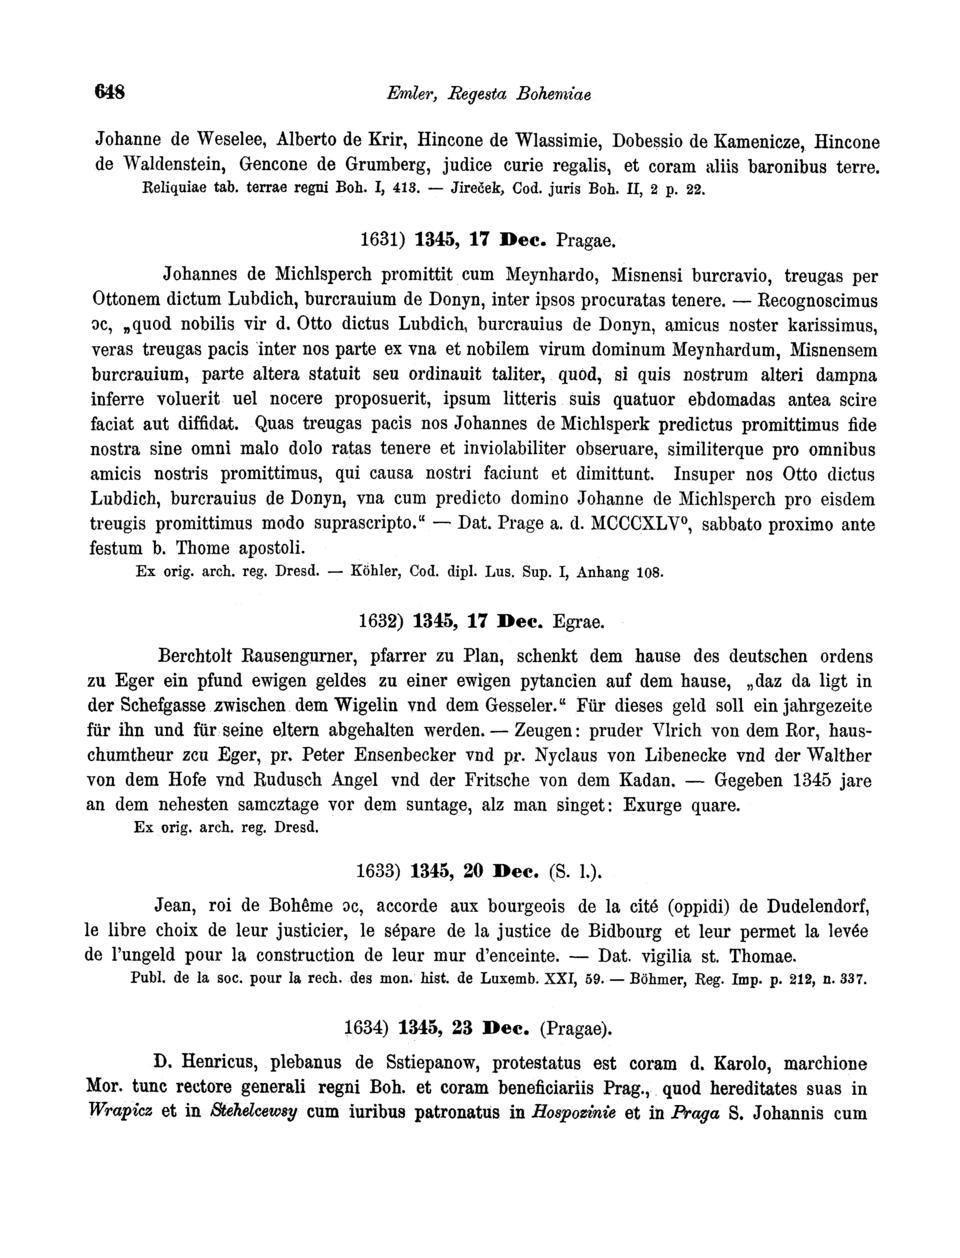 648 Emler, Regesta Bohemiae
Johanne de Weselee, Alberto de Krir, Hincone de Wlassimie, Dobessio de Kamenicze, Hincone
de Waldenstein, Gencone de Grumberg, judice curie regalis, et coram aliis baronibus terre.
Reliquiae tab. terrae regni Boh. I, 413. — Jireček, Cod. juris Boh. II, 2 p. 22.
1631) 1345, 17 Dec. Pragae.
Johannes de Michlsperch promittit cum Meynhardo, Misnensi burcravio, treugas per
Ottonem dictum Lubdich, burcrauium de Donyn, inter ipsos procuratas tenere. — Recognoscimus
ɔc, „quod nobilis vir d. Otto dictus Lubdich, burcrauius de Donyn, amicus noster karissimus,
veras treugas pacis inter nos parte ex vna et nobilem virum dominum Meynhardum, Misnensem
burcrauium, parte altera statuit seu ordinauit taliter, quod, si quis nostrum alteri dampna
inferre voluerit uel nocere proposuerit, ipsum litteris suis quatuor ebdomadas antea scire
faciat aut diffidat. Quas treugas pacis nos Johannes de Michlsperk predictus promittimus fide
nostra sine omni malo dolo ratas tenere et inviolabiliter obseruare, similiterque pro omnibus
amicis nostris promittimus, qui causa nostri faciunt et dimittunt. Insuper nos Otto dictus
Lubdich, burcrauius de Donyn, vna cum predicto domino Johanne de Michlsperch pro eisdem
treugis promittimus modo suprascripto.“ — Dat. Prage a. d. MCCCXLV⁰, sabbato proximo ante
festum b. Thome apostoli.
Ex orig. arch. reg. Dresd. — Köhler, Cod. dipl. Lus. Sup. I, Anhang 108.
1632) 1345, 17 Dec. Egrae.
Berchtolt Rausengurner, pfarrer zu Plan, schenkt dem hause des deutschen ordens
zu Eger ein pfund ewigen geldes zu einer ewigen pytancien auf dem hause, „daz da ligt in
der Schefgasse zwischen dem Wigelin vnd dem Gesseler.“ Für dieses geld soll ein jahrgezeite
für ihn und für seine eltern abgehalten werden. — Zeugen: pruder Vlrich von dem Ror, haus-
chumtheur zcu Eger, pr. Peter Ensenbecker vnd pr. Nyclaus von Libenecke vnd der Walther
von dem Hofe vnd Rudusch Angel vnd der Fritsche von dem Kadan. — Gegeben 1345 jare
an dem nehesten samcztage vor dem suntage, alz man singet: Exurge quare.
Ex orig. arch. reg. Dresd.
1633) 1345, 20 Dec. (S. l.).
Jean, roi de Bohême ɔc, accorde aux bourgeois de la cité (oppidi) de Dudelendorf,
le libre choix de leur justicier, le sépare de la justice de Bidbourg et leur permet la levée
de l'ungeld pour la construction de leur mur d'enceinte. — Dat. vigilia st. Thomae.
Publ. de la soc. pour la rech. des mon. hist. de Luxemb. XXI, 59. — Böhmer, Reg. Imp. p. 212, n. 337.
1634) 1345, 23 Dec. (Pragae).
D. Henricus, plebanus de Sstiepanow, protestatus est coram d. Karolo, marchione
Mor. tunc rectore generali regni Boh. et coram beneficiariis Prag., quod hereditates suas in
Wrapicz et in Stehelcewsy cum iuribus patronatus in Hospozinie et in Praga S. Johannis cum